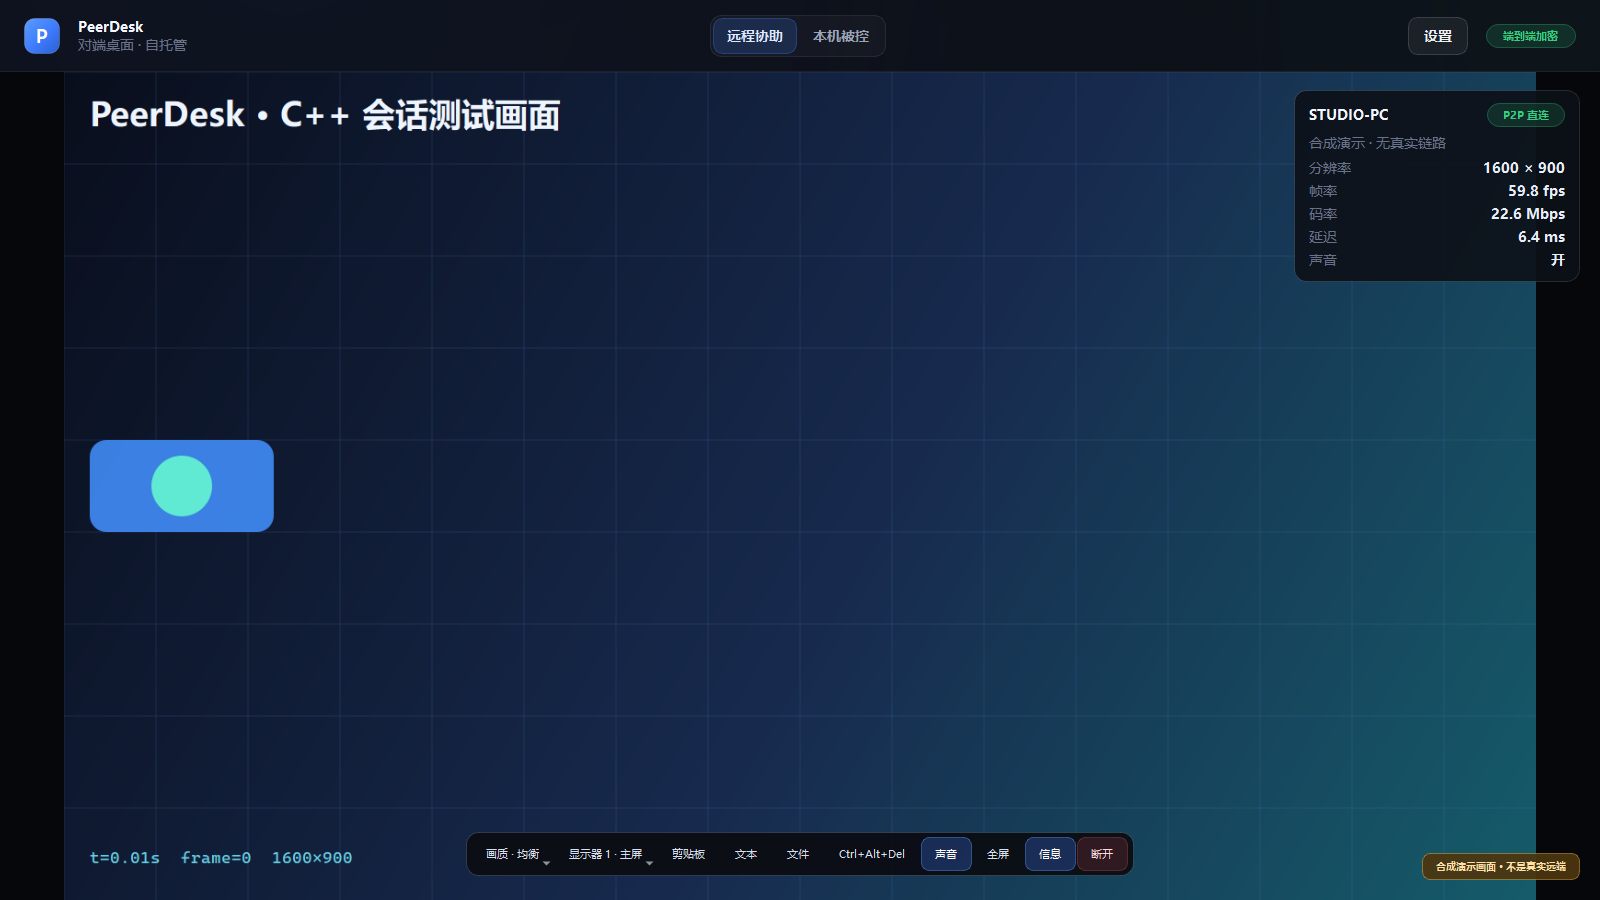 P
PeerDesk
对端桌面 · 自托管
远程协助
本机被控
设置
端到端加密
PeerDesk • C++ 会话测试画面
STUDIO-PC
P2P 直连
合成演示 · 无真实链路
分辨率 1600 × 900
帧率 59.8 fps
码率 22.6 Mbps
延迟 6.4 ms
声音 开
t=0.01s frame=0 1600×900
画质 · 均衡
显示器 1 · 主屏
剪贴板
文本
文件
Ctrl+Alt+Del
声音
全屏
信息
断开
合成演示画面 • 不是真实远端